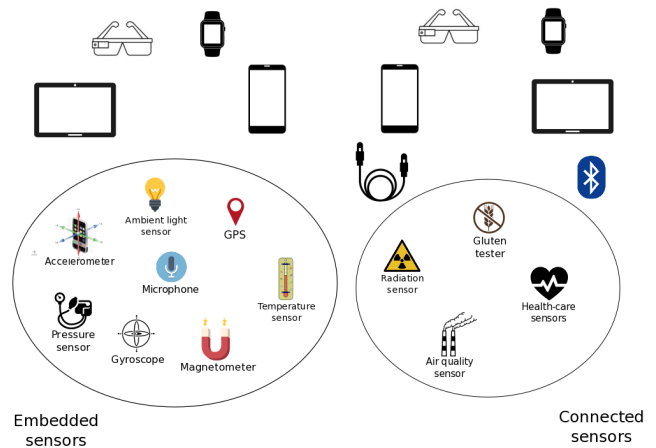 Ambient light
sensor
GPS
Accelerometer
Microphone
Temperature
sensor
Pressure
sensor
Gyroscope
Magnetometer
Embedded
sensors
Gluten
tester
Radiation
sensor
Health-care
sensors
Air quality
sensor
Connected
sensors